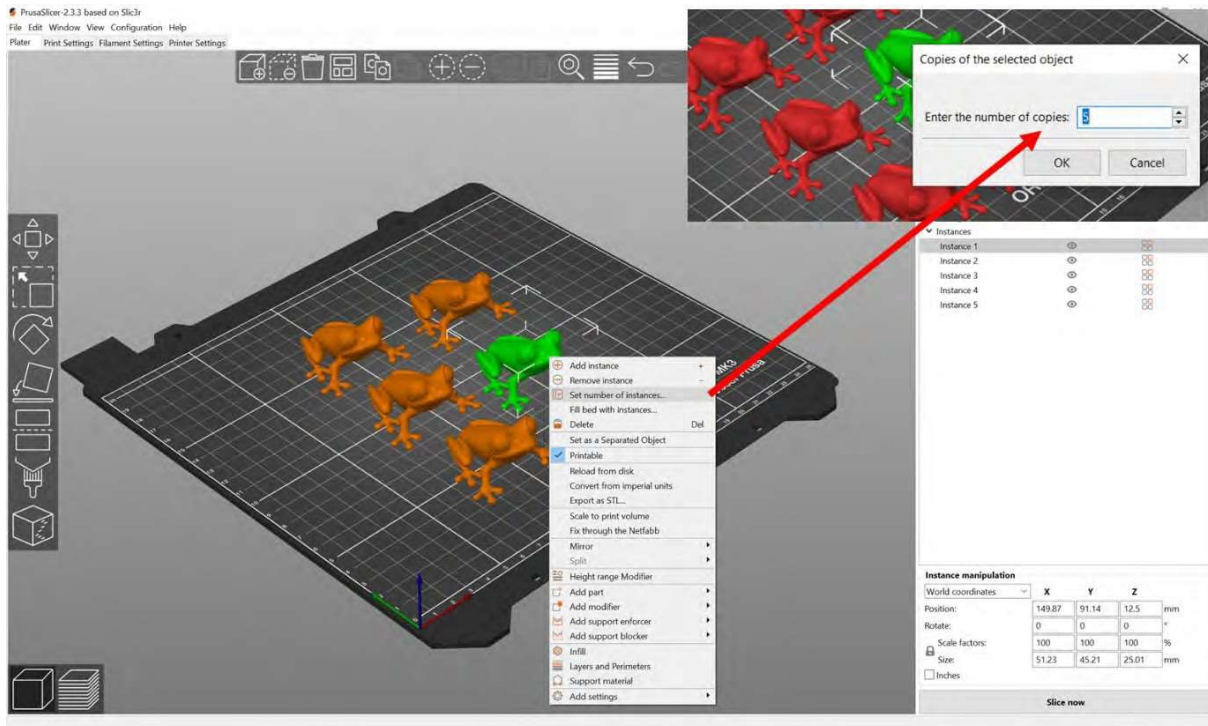 PrusaSlicer-2.3.3 based on Slic3r
File Edit Window View Configuration Help
Plater Print Settings Filament Settings Printer Settings
Copies of the selected object
Enter the number of copies: 5
OK Cancel
Instances
Instance 1
Instance 2
Instance 3
Instance 4
Instance 5
MK3
Prusa
Add instance +
Remove instance -
Set number of instances...
Fill bed with instances...
Delete Del
Set as a Separated Object
Printable
Reload from disk
Convert from imperial units
Export as STL...
Scale to print volume
Fix through the Netfabb
Mirror
Split
Height range Modifier
Add part
Add modifier
Add support enforcer
Add support blocker
Infill
Layers and Perimeters
Support material
Add settings
Instance manipulation
World coordinates X Y Z
Position: 149.87 91.14 12.5 mm
Rotate: 0 0 0 °
Scale factors: 100 100 100 %
Size: 51.23 45.21 25.01 mm
Inches
Slice now